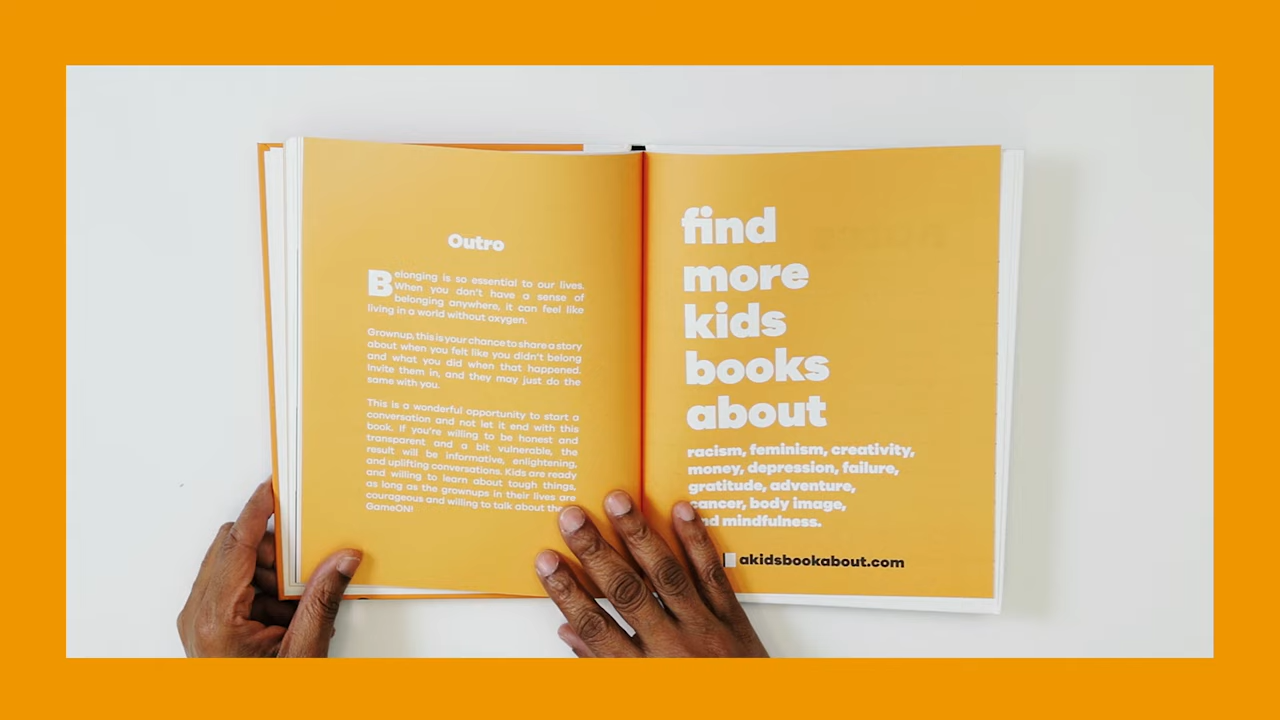 Outro
Belonging is so essential to our lives.
When you don't have a sense of
belonging anywhere, it can feel like
living in a world without oxygen.
Grownup, this is your chance to share a story
about when you felt like you didn't belong
and what you did when that happened.
Invite them in, and they may just do the
same with you.
This is a wonderful opportunity to start a
conversation and not let it end with this
book. If you're willing to be honest and
transparent and a bit vulnerable, the
result will be informative, enlightening,
and uplifting conversations. Kids are ready
and willing to learn about tough things,
as long as the grownups in their lives are
courageous and willing to talk about
GameON!
find
more
kids
books
about
racism, feminism, creativity,
money, depression, failure,
gratitude, adventure,
cancer, body image,
mindfulness.
akidsbookabout.com